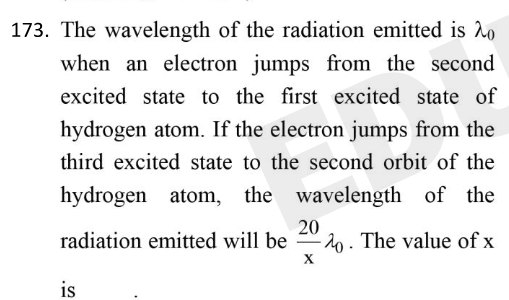 173. The wavelength of the radiation emitted is λ₀
when an electron jumps from the second
excited state to the first excited state of
hydrogen atom. If the electron jumps from the
third excited state to the second orbit of the
hydrogen atom, the wavelength of the
radiation emitted will be 20/x λ₀. The value of x
is ____.
EDU